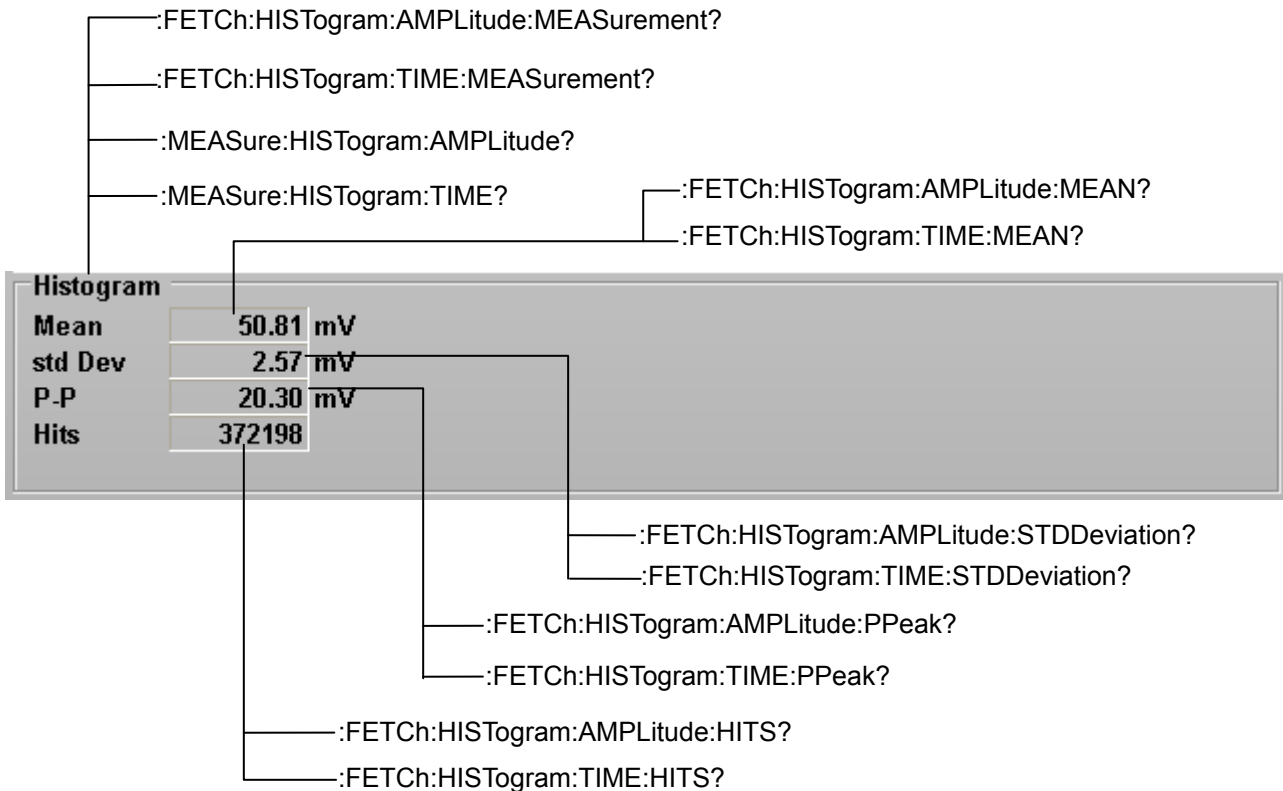 :FETCh:HISTogram:AMPLitude:MEASurement?
:FETCh:HISTogram:TIME:MEASurement?
:MEASure:HISTogram:AMPLitude?
:MEASure:HISTogram:TIME?
:FETCh:HISTogram:AMPLitude:MEAN?
:FETCh:HISTogram:TIME:MEAN?
Histogram
Mean 50.81 mV
std Dev 2.57 mV
P-P 20.30 mV
Hits 372198
:FETCh:HISTogram:AMPLitude:STDDeviation?
:FETCh:HISTogram:TIME:STDDeviation?
:FETCh:HISTogram:AMPLitude:PPeak?
:FETCh:HISTogram:TIME:PPeak?
:FETCh:HISTogram:AMPLitude:HITS?
:FETCh:HISTogram:TIME:HITS?